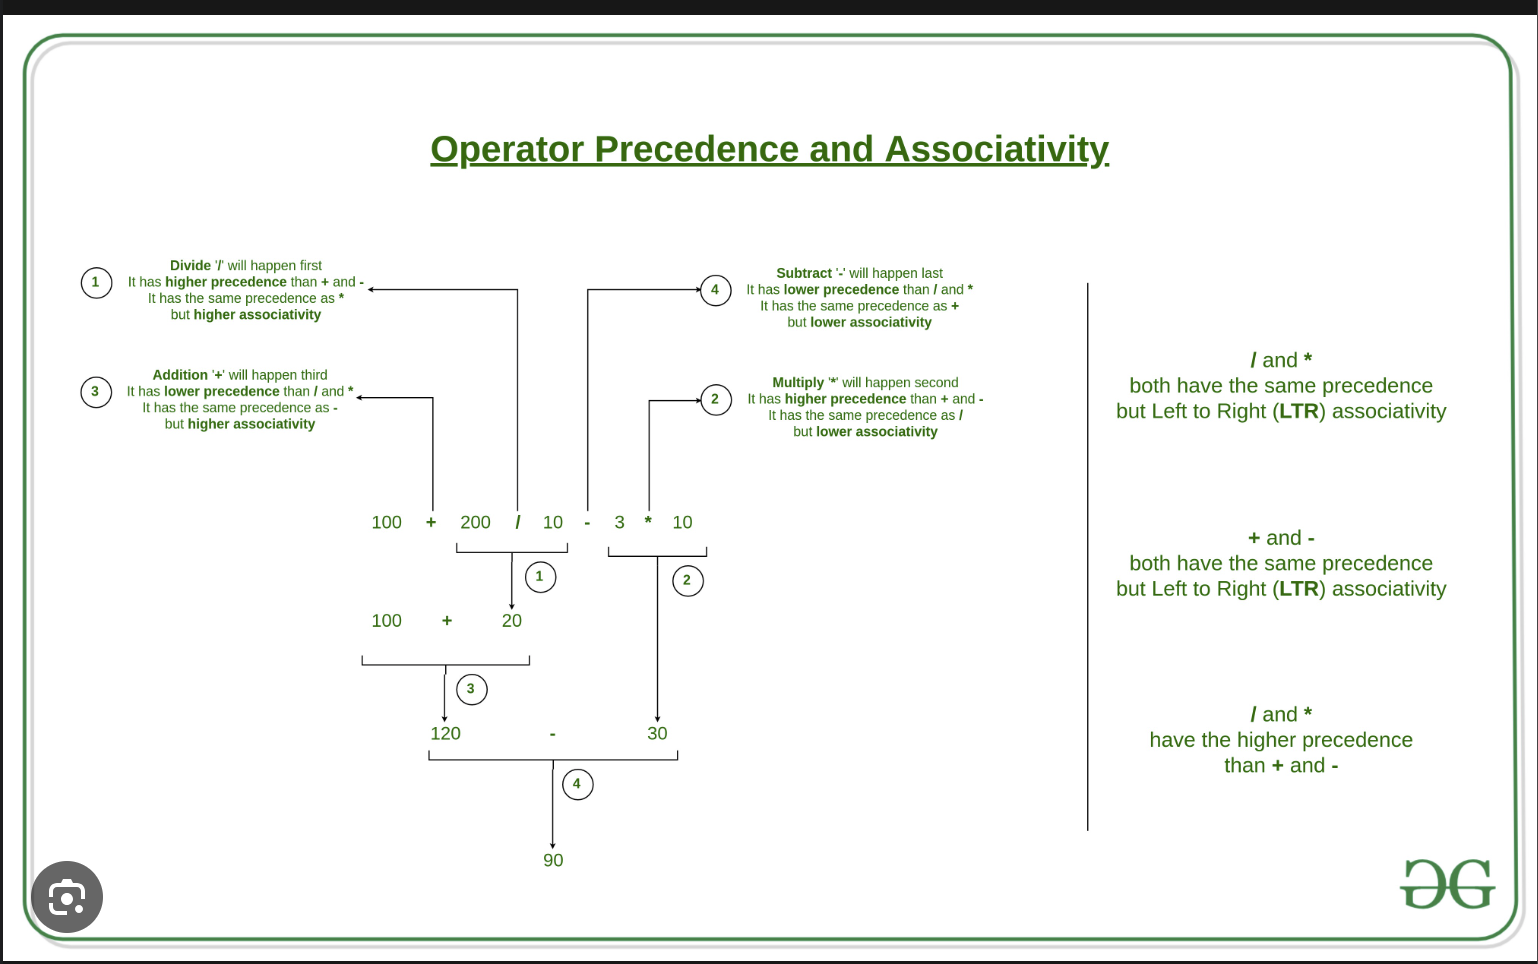 Operator Precedence and Associativity
1
Divide '/' will happen first
It has higher precedence than + and -
It has the same precedence as *
but higher associativity
3
Addition '+' will happen third
It has lower precedence than / and *
It has the same precedence as -
but higher associativity
4
Subtract '-' will happen last
It has lower precedence than / and *
It has the same precedence as +
but lower associativity
2
Multiply '*' will happen second
It has higher precedence than + and -
It has the same precedence as /
but lower associativity
100 + 200 / 10 - 3 * 10
1
2
100 + 20
3
120 - 30
4
90
/ and *
both have the same precedence
but Left to Right (LTR) associativity
+ and -
both have the same precedence
but Left to Right (LTR) associativity
/ and *
have the higher precedence
than + and -